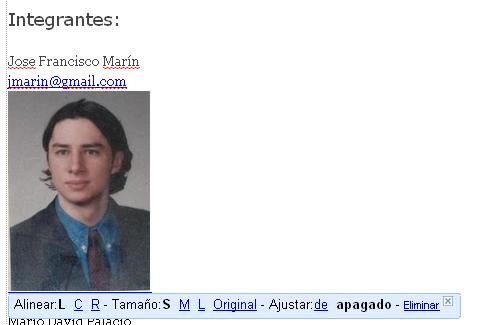 Integrantes:
Jose Francisco Marín
jmarin@gmail.com
Alinear:L C R - Tamaño:S M L Original - Ajustar:de apagado - Eliminar
Mario David Palacio